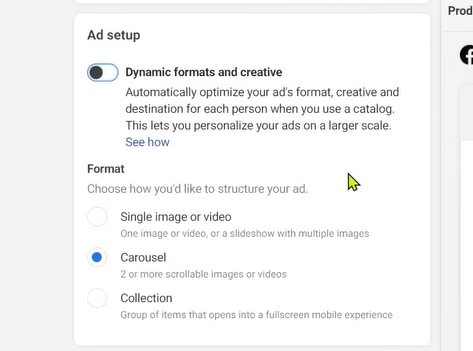 Prod
Ad setup
Dynamic formats and creative
Automatically optimize your ad's format, creative and
destination for each person when you use a catalog.
This lets you personalize your ads on a larger scale.
See how
Format
Choose how you'd like to structure your ad.
Single image or video
One image or video, or a slideshow with multiple images
Carousel
2 or more scrollable images or videos
Collection
Group of items that opens into a fullscreen mobile experience